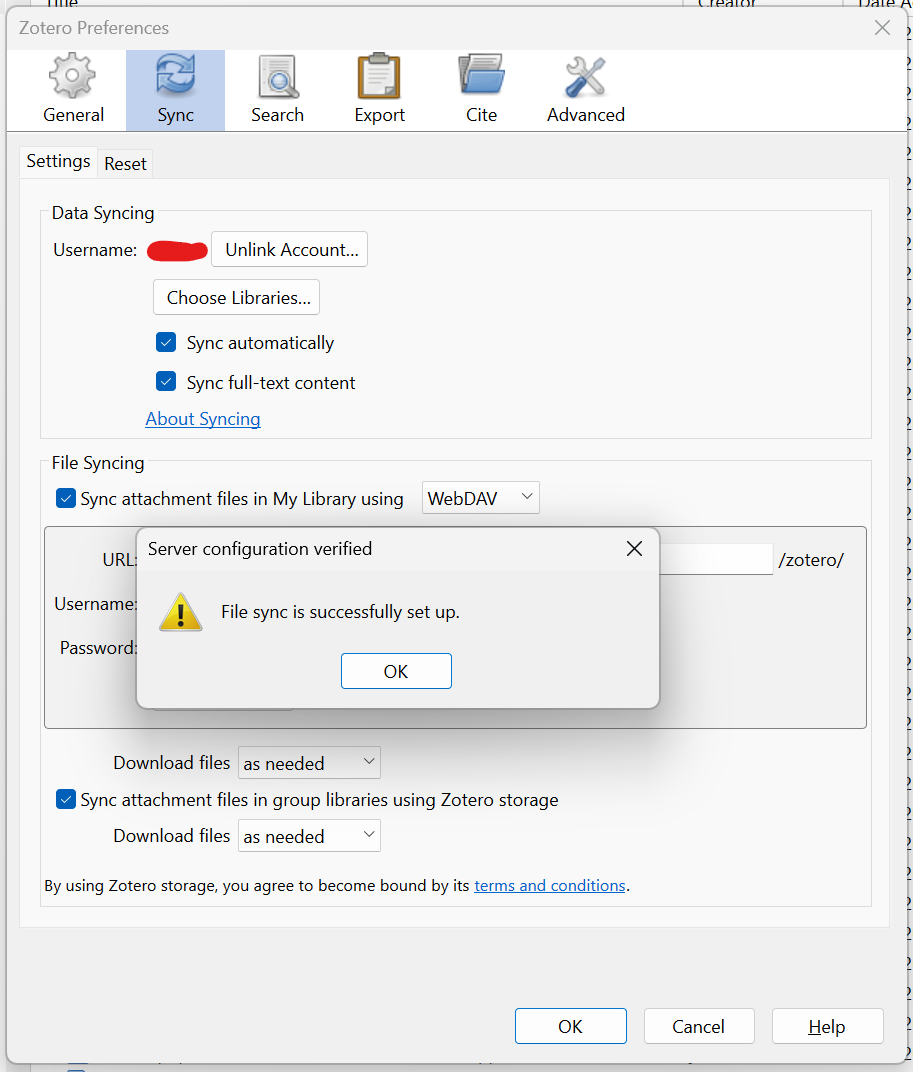 Title Creator Date A
Zotero Preferences
General Sync Search Export Cite Advanced
Settings Reset
Data Syncing
Username: Unlink Account...
Choose Libraries...
Sync automatically
Sync full-text content
About Syncing
File Syncing
Sync attachment files in My Library using WebDAV
Server configuration verified
URL: /zotero/
Username:
File sync is successfully set up.
Password:
OK
Download files as needed
Sync attachment files in group libraries using Zotero storage
Download files as needed
By using Zotero storage, you agree to become bound by its terms and conditions.
OK Cancel Help